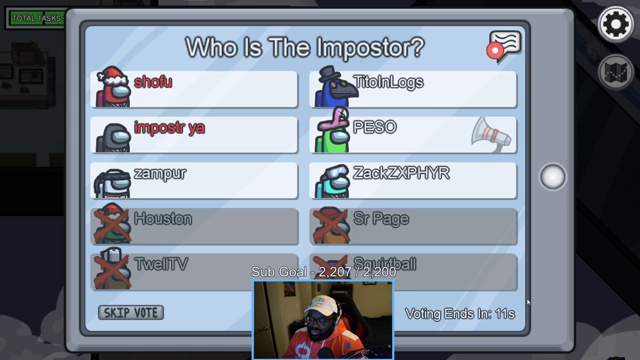 TOTAL TASKS
Who Is The Impostor?
shofu
TitoInLogs
impostr ya
PESO
zampur
ZackZXPHYR
Houston
Sr Page
TwellTV
Squirtball
Sub Goal - 2,207 / 2,200
SKIP VOTE
Voting Ends In: 11s